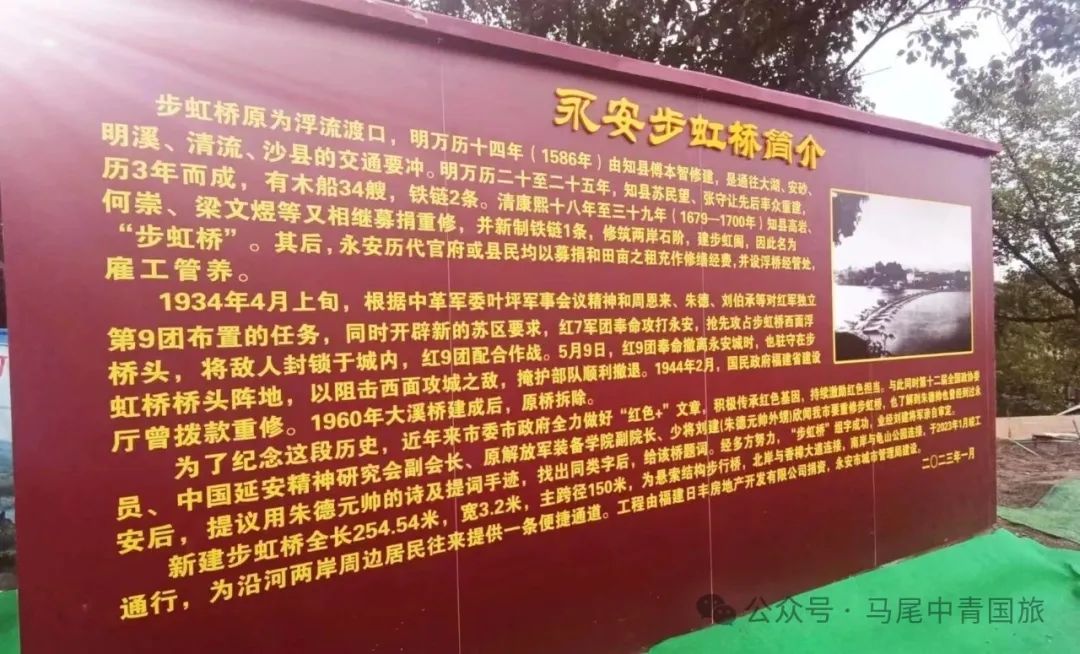 永安步虹桥简介
步虹桥原为浮流渡口，明万历十四年（1586年）由知县傅本智修建，是通往大湖、安砂、
明溪、清流、沙县的交通要冲。明万历二十至二十五年，知县苏民望、张守让先后率众重建，
历3年而成，有木船34艘，铁链2条。清康熙十八年至三十九年（1679—1700年）知县高岩、
何崇、梁文煜等又相继募捐重修，并新制铁链1条，修筑两岸石阶，建步虹阁，因此名为
“步虹桥”。其后，永安历代官府或县民均以募捐和田亩之租充作修缮经费，并设浮桥经管处，
雇工管养。
1934年4月上旬，根据中革军委叶坪军事会议精神和周恩来、朱德、刘伯承等对红军独立
第9团布置的任务，同时开辟新的苏区要求，红7军团奉命攻打永安，抢先攻占步虹桥西面浮
桥头，将敌人封锁于城内，红9团配合作战。5月9日，红9团奉命撤离永安城时，也驻守在步
虹桥桥头阵地，以阻击西面攻城之敌，掩护部队顺利撤退。1944年2月，国民政府福建省建设
厅曾拨款重修。1960年大溪桥建成后，原桥拆除。
为了纪念这段历史，近年来市委市政府全力做好“红色+”文章，积极传承红色基因，持续激励红色担当。与此同时第十二届全国政协委
员、中国延安精神研究会副会长、原解放军装备学院副院长、少将刘建(朱德元帅外甥)欣闻我市要重修步虹桥，也了解到朱德帅也曾经到过永
安后，提议用朱德元帅的诗及提词手迹，找出同类字后，给该桥题词。经多方努力，“步虹桥”组字成功，业经刘建将军亲自审定。
新建步虹桥全长254.54米，宽3.2米，主跨径150米，为悬索结构步行桥，北岸与香樟大道连接，南岸与龟山公园连接，于2023年1月竣工
通行，为沿河两岸周边居民往来提供一条便捷通道。工程由福建日丰房地产开发有限公司捐资，永安市城市管理局建设。
二〇二三年一月
公众号·马尾中青国旅